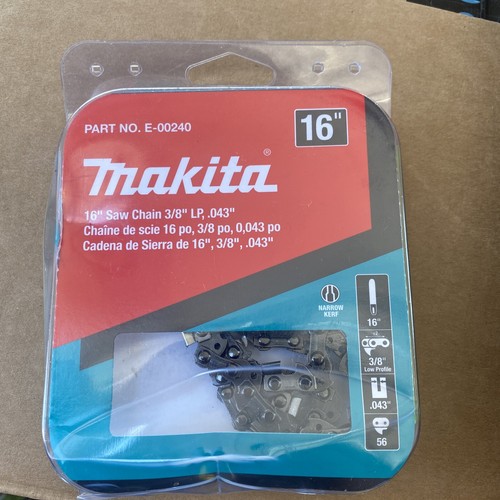 PART NO. E-00240
16"
makita®
16" Saw Chain 3/8" LP, .043"
Chaîne de scie 16 po, 3/8 po, 0,043 po
Cadena de Sierra de 16", 3/8", .043"
NARROW
KERF
16"
3/8"
Low Profile
.043"
56